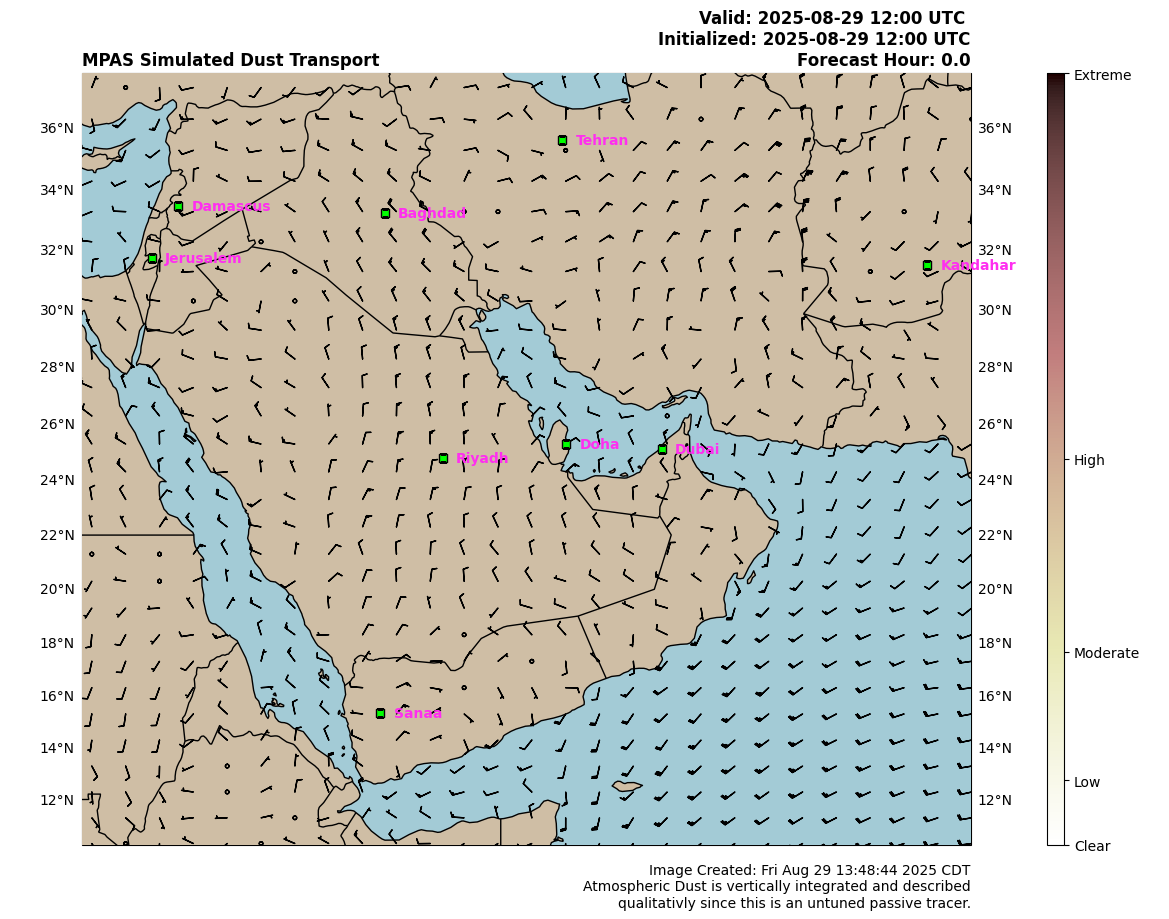 Valid: 2025-08-29 12:00 UTC
Initialized: 2025-08-29 12:00 UTC
MPAS Simulated Dust Transport Forecast Hour: 0.0
Extreme
36°N 36°N
Tehran
34°N 34°N
Damascus
Baghdad
32°N 32°N
Jerusalem
Kandahar
30°N 30°N
28°N 28°N
26°N 26°N
Doha
Dubai
Riyadh
High
24°N 24°N
22°N 22°N
20°N 20°N
18°N 18°N
Moderate
16°N 16°N
Sanaa
14°N 14°N
Low
12°N 12°N
Clear
Image Created: Fri Aug 29 13:48:44 2025 CDT
Atmospheric Dust is vertically integrated and described
qualitativly since this is an untuned passive tracer.